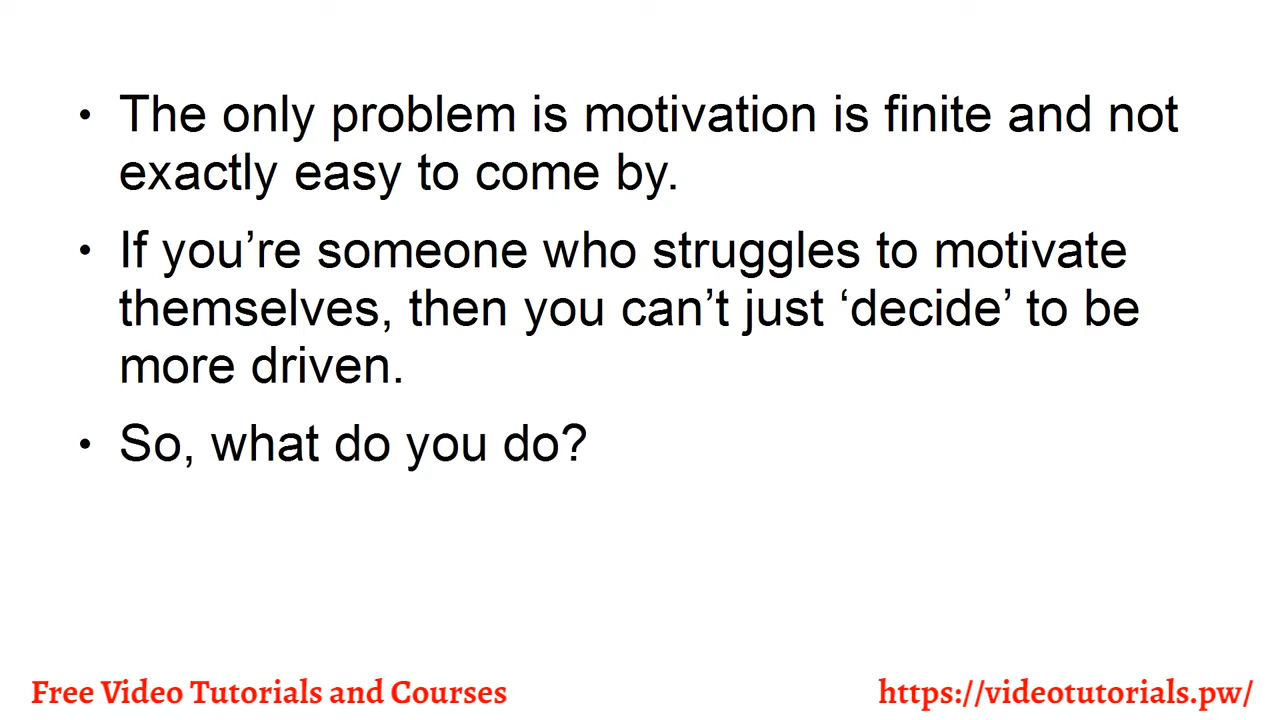 • The only problem is motivation is finite and not
exactly easy to come by.
• If you’re someone who struggles to motivate
themselves, then you can’t just ‘decide’ to be
more driven.
• So, what do you do?
Free Video Tutorials and Courses
https://videotutorials.pw/